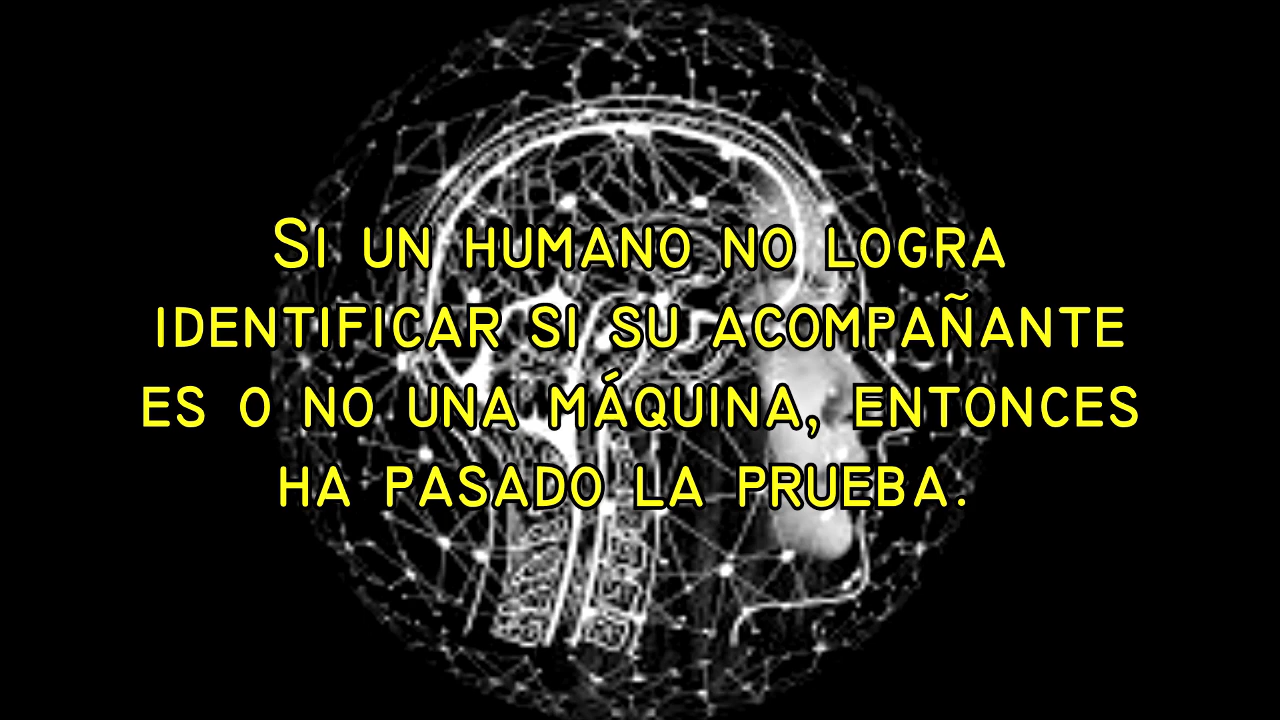 Si un humano no logra
identificar si su acompañante
es o no una máquina, entonces
ha pasado la prueba.